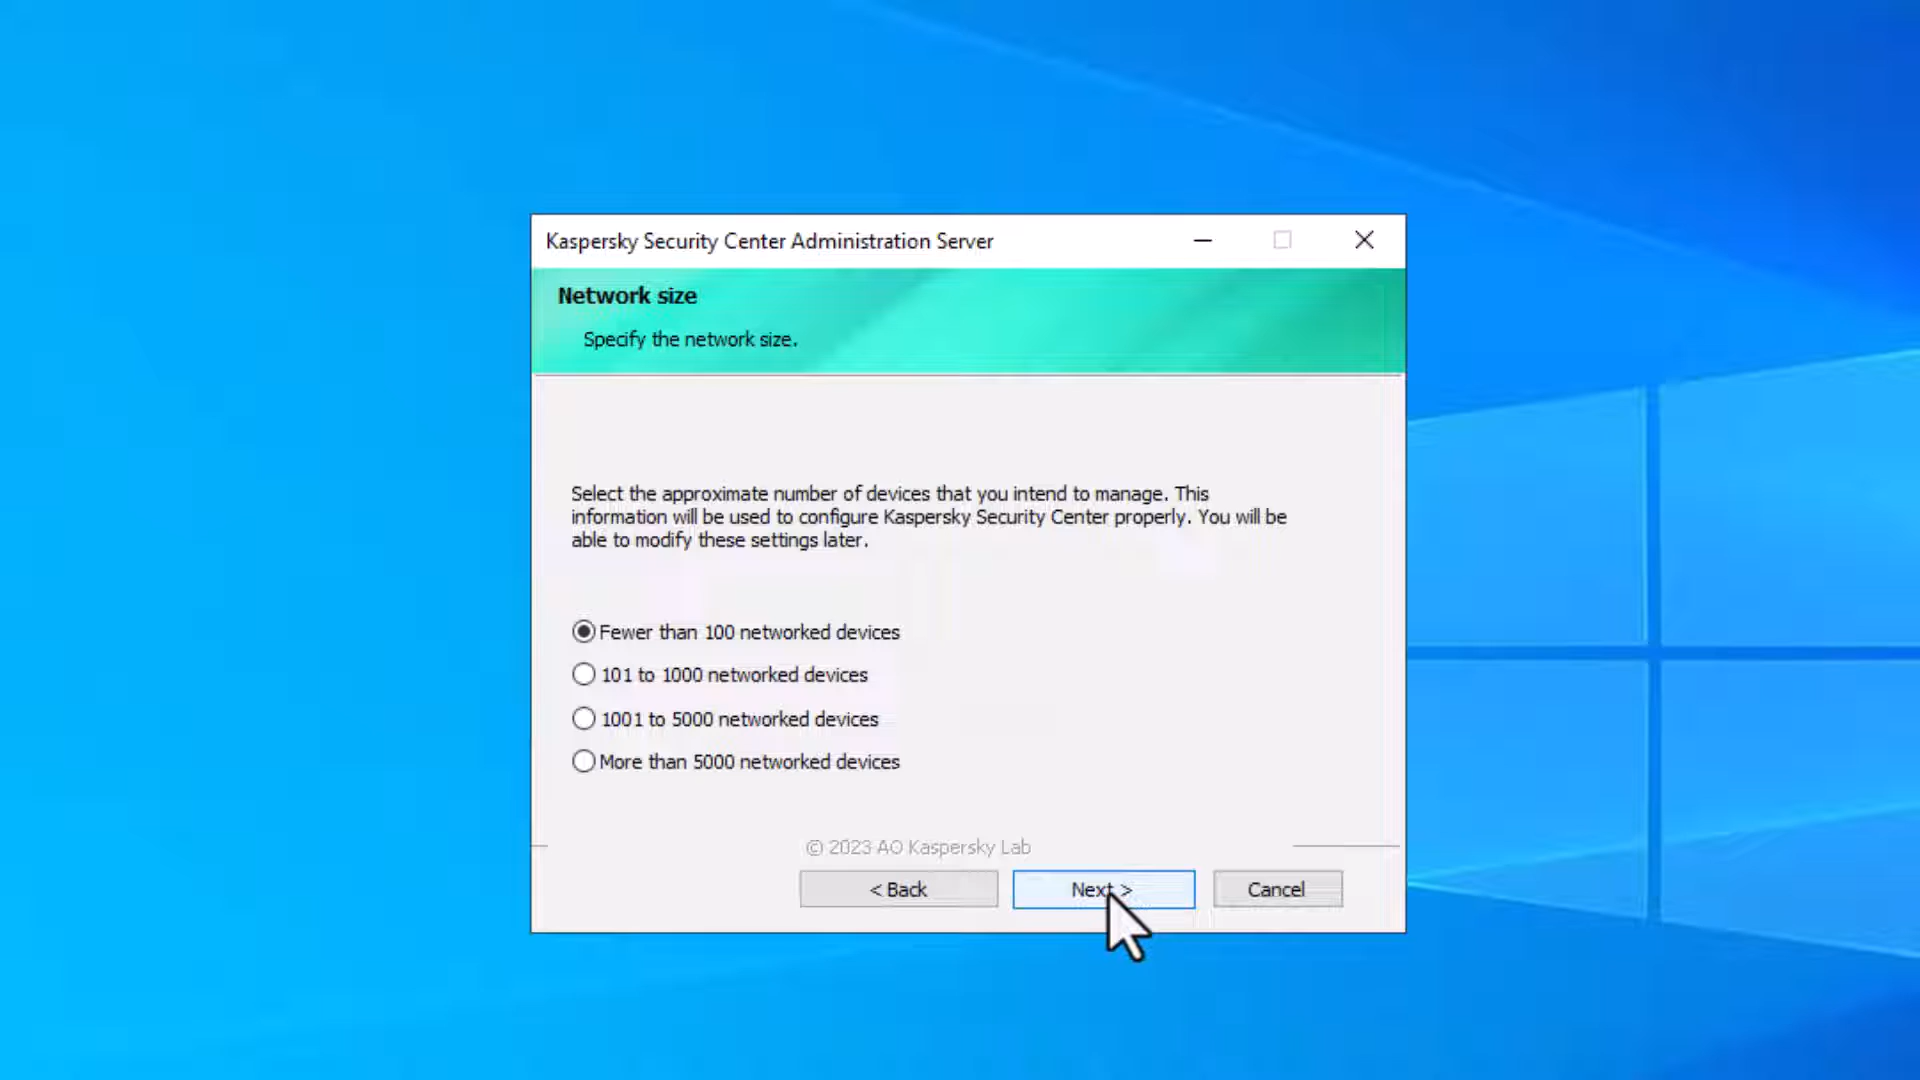 Kaspersky Security Center Administration Server
Network size
Specify the network size.
Select the approximate number of devices that you intend to manage. This
information will be used to configure Kaspersky Security Center properly. You will be
able to modify these settings later.
Fewer than 100 networked devices
101 to 1000 networked devices
1001 to 5000 networked devices
More than 5000 networked devices
© 2023 AO Kaspersky Lab
< Back
Next >
Cancel